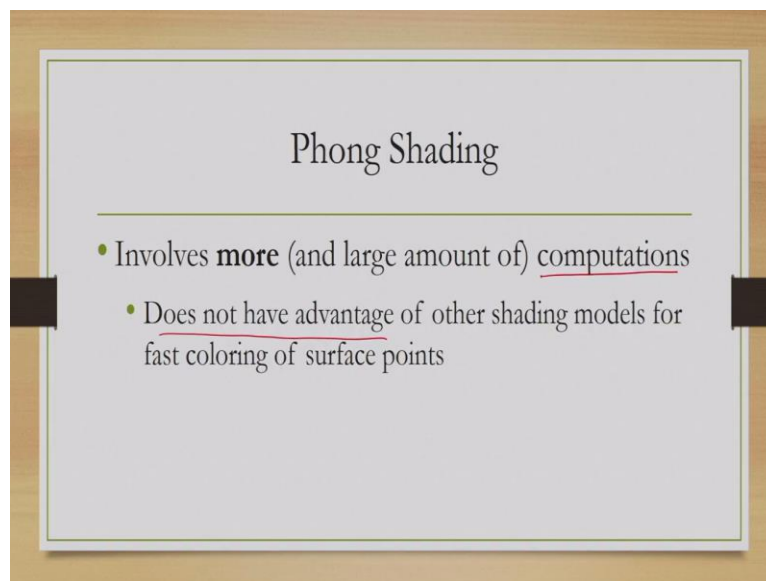 Phong Shading
• Involves more (and large amount of) computations
• Does not have advantage of other shading models for
fast coloring of surface points